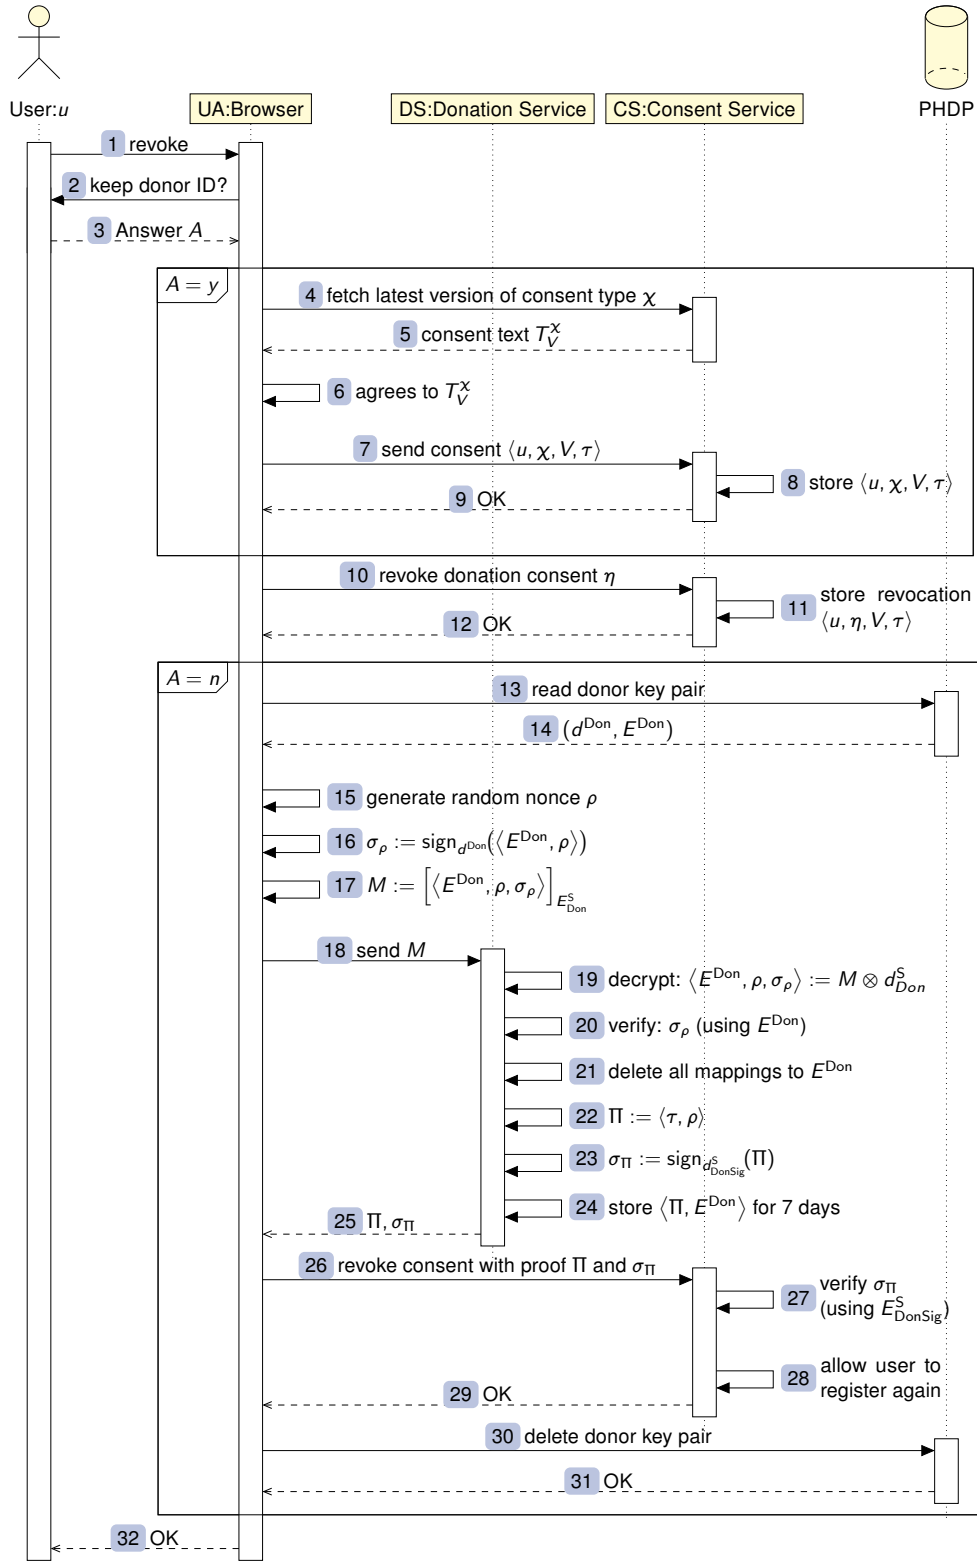 User:u
UA:Browser
DS:Donation Service
CS:Consent Service
PHDP
1 revoke
2 keep donor ID?
3 Answer A
A = y
4 fetch latest version of consent type χ
5 consent text T_V^χ
6 agrees to T_V^χ
7 send consent ⟨u, χ, V, τ⟩
8 store ⟨u, χ, V, τ⟩
9 OK
10 revoke donation consent η
11 store revocation
⟨u, η, V, τ⟩
12 OK
A = n
13 read donor key pair
14 (d^Don, E^Don)
15 generate random nonce ρ
16 σ_ρ := sign_{d^Don}(⟨E^Don, ρ⟩)
17 M := [⟨E^Don, ρ, σ_ρ⟩]_{E_Don^S}
18 send M
19 decrypt: ⟨E^Don, ρ, σ_ρ⟩ := M ⊗ d_Don^S
20 verify: σ_ρ (using E^Don)
21 delete all mappings to E^Don
22 Π := ⟨τ, ρ⟩
23 σ_Π := sign_{d_DonSig^S}(Π)
24 store ⟨Π, E^Don⟩ for 7 days
25 Π, σ_Π
26 revoke consent with proof Π and σ_Π
27 verify σ_Π
(using E_DonSig^S)
28 allow user to
register again
29 OK
30 delete donor key pair
31 OK
32 OK